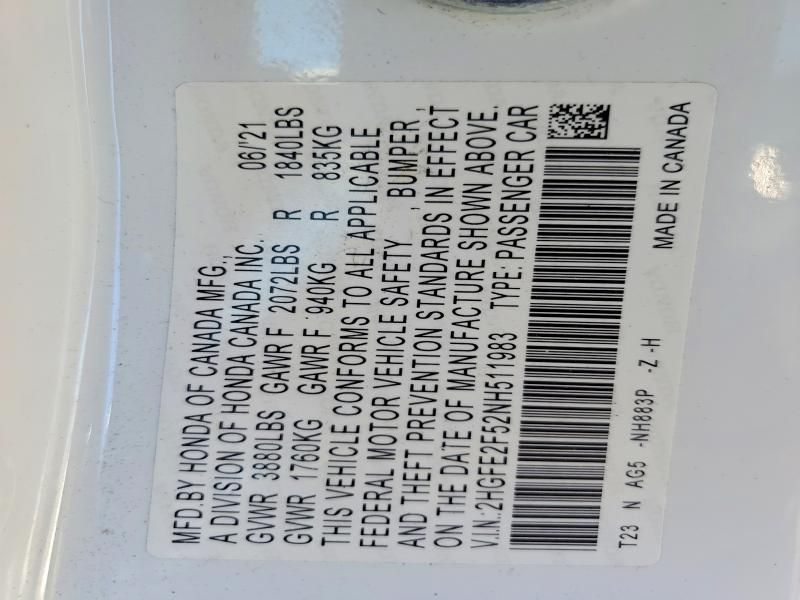 MFD.BY HONDA OF CANADA MFG.,
A DIVISION OF HONDA CANADA INC. 06/'21
GVWR 3880LBS GAWR F 2072LBS R 1840LBS
GVWR 1760KG GAWR F 940KG R 835KG
THIS VEHICLE CONFORMS TO ALL APPLICABLE
FEDERAL MOTOR VEHICLE SAFETY , BUMPER ,
AND THEFT PREVENTION STANDARDS IN EFFECT
ON THE DATE OF MANUFACTURE SHOWN ABOVE.
V.I.N.:2HGFE2F52NH511983 TYPE: PASSENGER CAR
T23 N AG5 -NH883P -Z -H
MADE IN CANADA